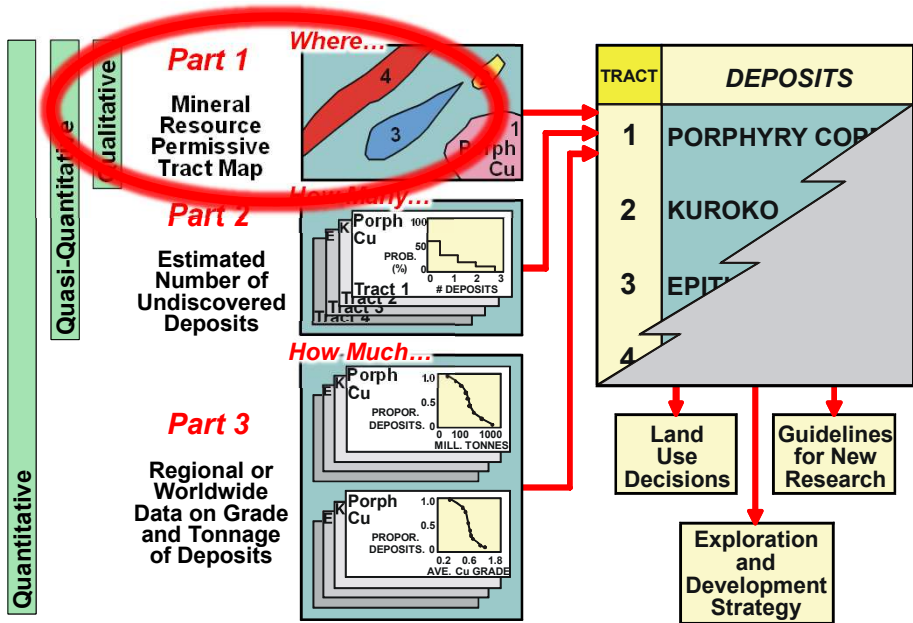 Quantitative
Quasi-Quantitative
Qualitative
Part 1
Mineral
Resource
Permissive
Tract Map
Where...
4
3
1
Porph
Cu
Part 2
Estimated
Number of
Undiscovered
Deposits
How Many...
E
K
Porph
Cu
100
50
0
PROB.
(%)
0 1 2 3
# DEPOSITS
Tract 1
Tract 2
Tract 3
Tract 4
Part 3
Regional or
Worldwide
Data on Grade
and Tonnage
of Deposits
How Much...
E
K
Porph
Cu
PROPOR.
DEPOSITS.
1.0
0.5
0
0 100 1000
MILL. TONNES
E
K
Porph
Cu
PROPOR.
DEPOSITS.
1.0
0.5
0
0.2 0.6 1.8
AVE. Cu GRADE
TRACT
DEPOSITS
1 PORPHYRY
2 KUROKO
3
4
Land
Use
Decisions
Guidelines
for New
Research
Exploration
and
Development
Strategy